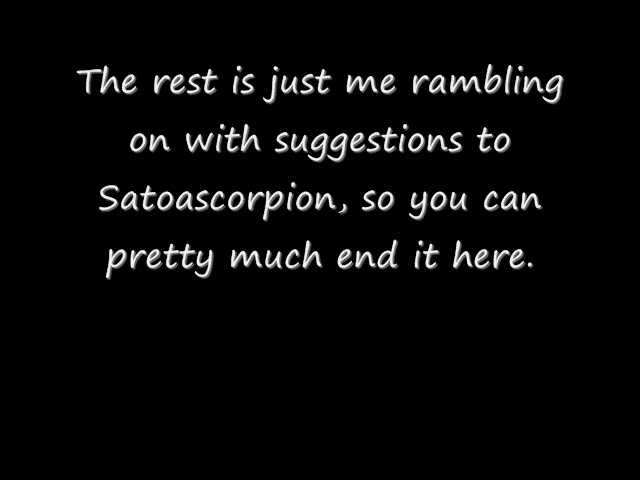 The rest is just me rambling
on with suggestions to
Satoascorpion, so you can
pretty much end it here.